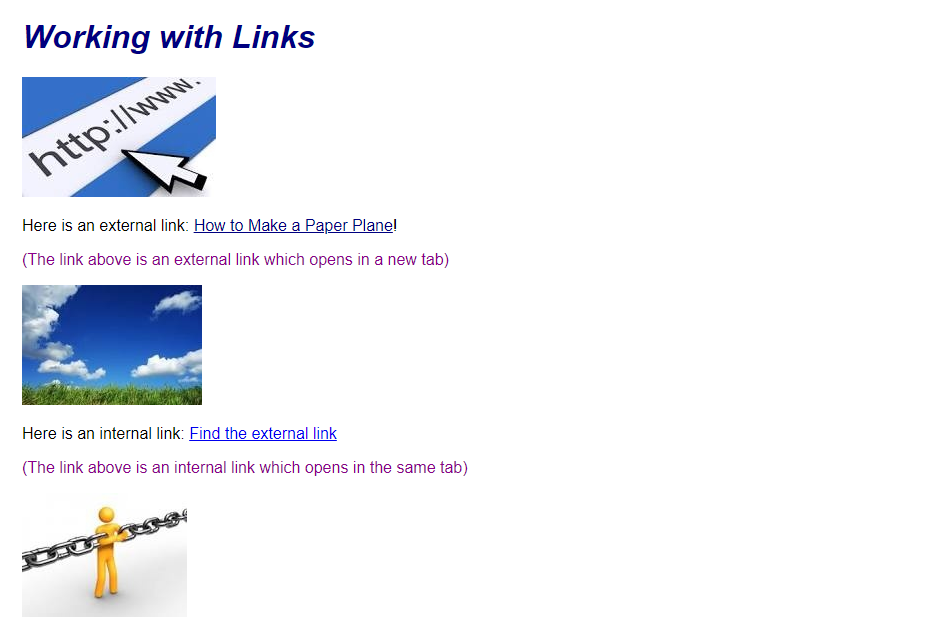 Working with Links
http://www.
Here is an external link: How to Make a Paper Plane!
(The link above is an external link which opens in a new tab)
Here is an internal link: Find the external link
(The link above is an internal link which opens in the same tab)